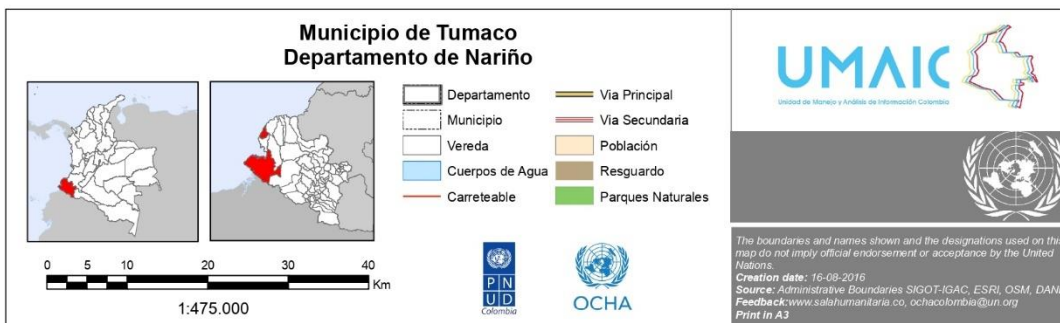 Municipio de Tumaco
Departamento de Nariño
Departamento
Municipio
Vereda
Cuerpos de Agua
Carreteable
Via Principal
Via Secundaria
Población
Resguardo
Parques Naturales
0 10 20 30 40
Km
1:475.000
P N
U D
Colombia
OCHA
UMAIC
Unidad de Manejo y Análisis de Información Colombia
The boundaries and names shown and the designations used on this
map do not imply official endorsement or acceptance by the United
Nations.
Creation date: 16-08-2016
Source: Administrative Boundaries SIGOT-IGAC, ESRI, OSM, DANE
Feedback:www.salahumanitaria.co, ochacolombia@un.org
Print in A3